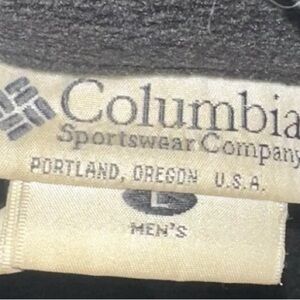 Columbia
Sportswear Company
PORTLAND, OREGON U.S.A.
L
MEN'S